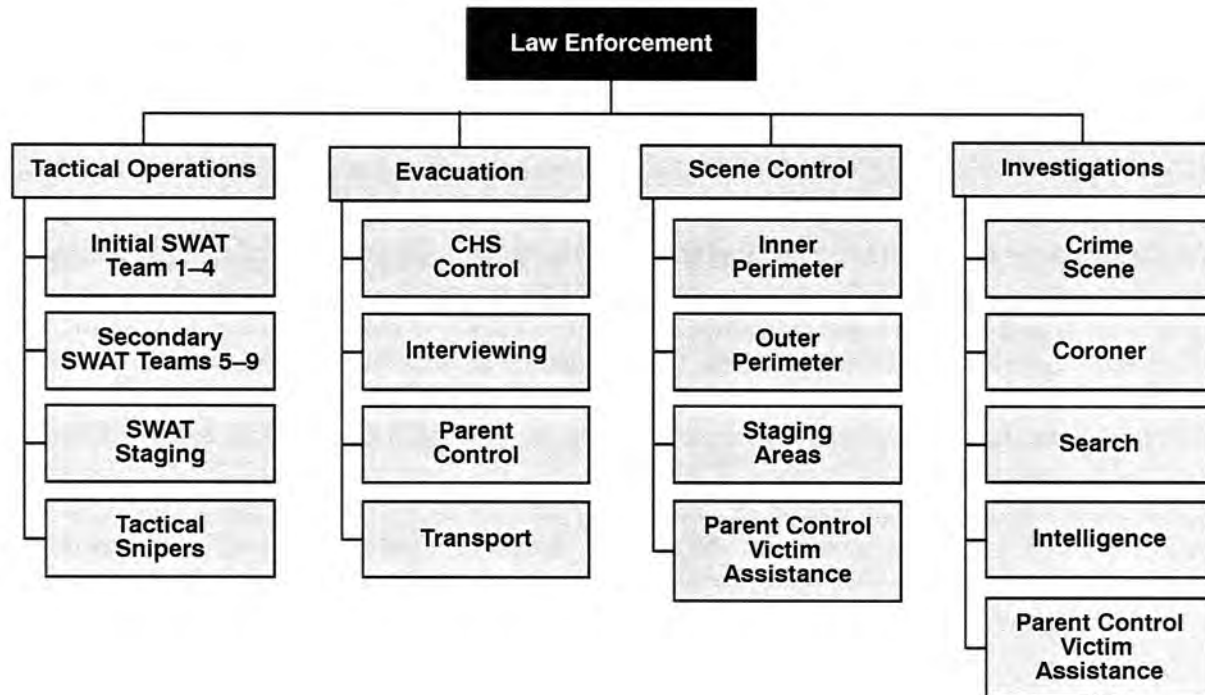 Law Enforcement
Tactical Operations
Initial SWAT
Team 1–4
Secondary
SWAT Teams 5–9
SWAT
Staging
Tactical
Snipers
Evacuation
CHS
Control
Interviewing
Parent
Control
Transport
Scene Control
Inner
Perimeter
Outer
Perimeter
Staging
Areas
Parent Control
Victim
Assistance
Investigations
Crime
Scene
Coroner
Search
Intelligence
Parent Control
Victim
Assistance